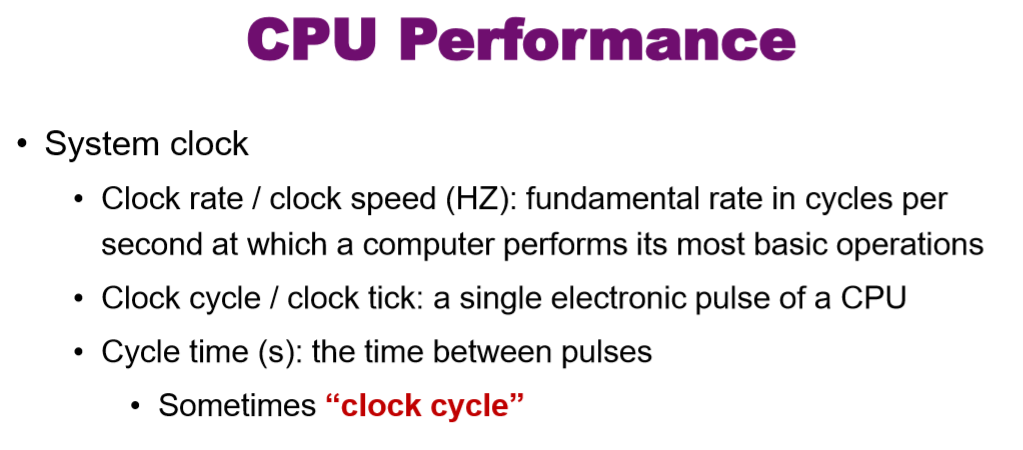 CPU Performance
• System clock
• Clock rate / clock speed (HZ): fundamental rate in cycles per
second at which a computer performs its most basic operations
• Clock cycle / clock tick: a single electronic pulse of a CPU
• Cycle time (s): the time between pulses
• Sometimes “clock cycle”